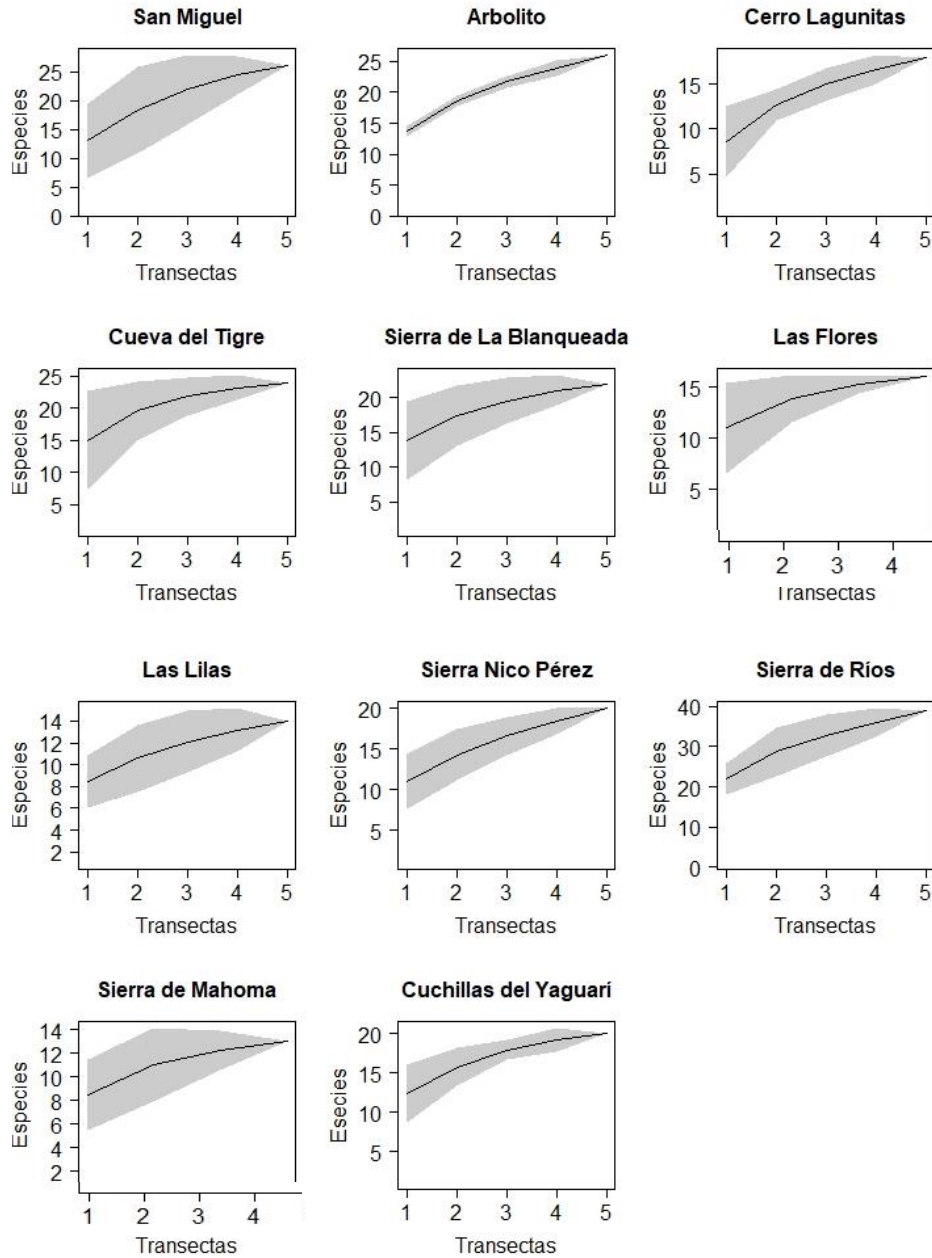 San Miguel
Especies
25
20
15
10
5
0
1 2 3 4 5
Transectas
Arbolito
Especies
25
20
15
10
5
0
1 2 3 4 5
Transectas
Cerro Lagunitas
Especies
15
10
5
1 2 3 4 5
Transectas
Cueva del Tigre
Especies
25
20
15
10
5
1 2 3 4 5
Transectas
Sierra de La Blanqueada
Especies
20
15
10
5
1 2 3 4 5
Transectas
Las Flores
Especies
15
10
5
1 2 3 4
Transectas
Las Lilas
Especies
14
12
10
8
6
4
2
1 2 3 4 5
Transectas
Sierra Nico Pérez
Especies
20
15
10
5
1 2 3 4 5
Transectas
Sierra de Ríos
Especies
40
30
20
10
0
1 2 3 4 5
Transectas
Sierra de Mahoma
Especies
14
12
10
8
6
4
2
1 2 3 4
Transectas
Cuchillas del Yaguarí
Esecies
20
15
10
5
1 2 3 4 5
Transectas